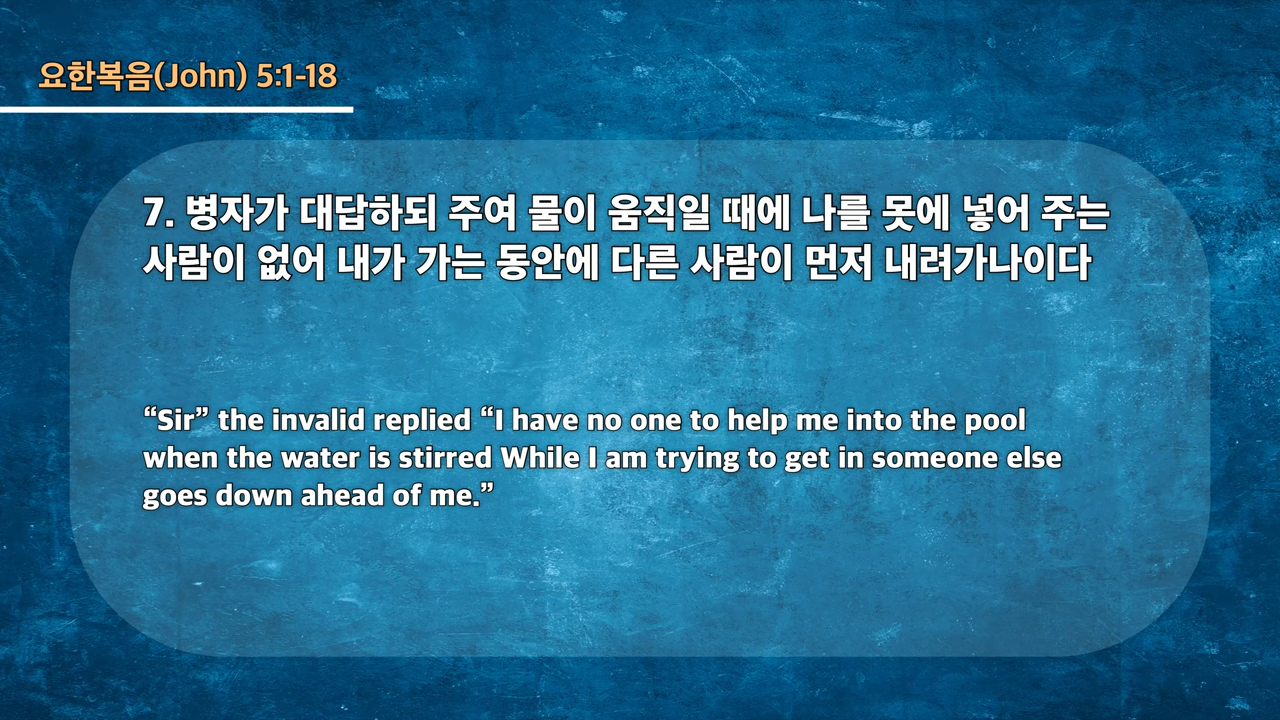 요한복음(John) 5:1-18
7. 병자가 대답하되 주여 물이 움직일 때에 나를 못에 넣어 주는
사람이 없어 내가 가는 동안에 다른 사람이 먼저 내려가나이다
“Sir” the invalid replied “I have no one to help me into the pool
when the water is stirred While I am trying to get in someone else
goes down ahead of me.”